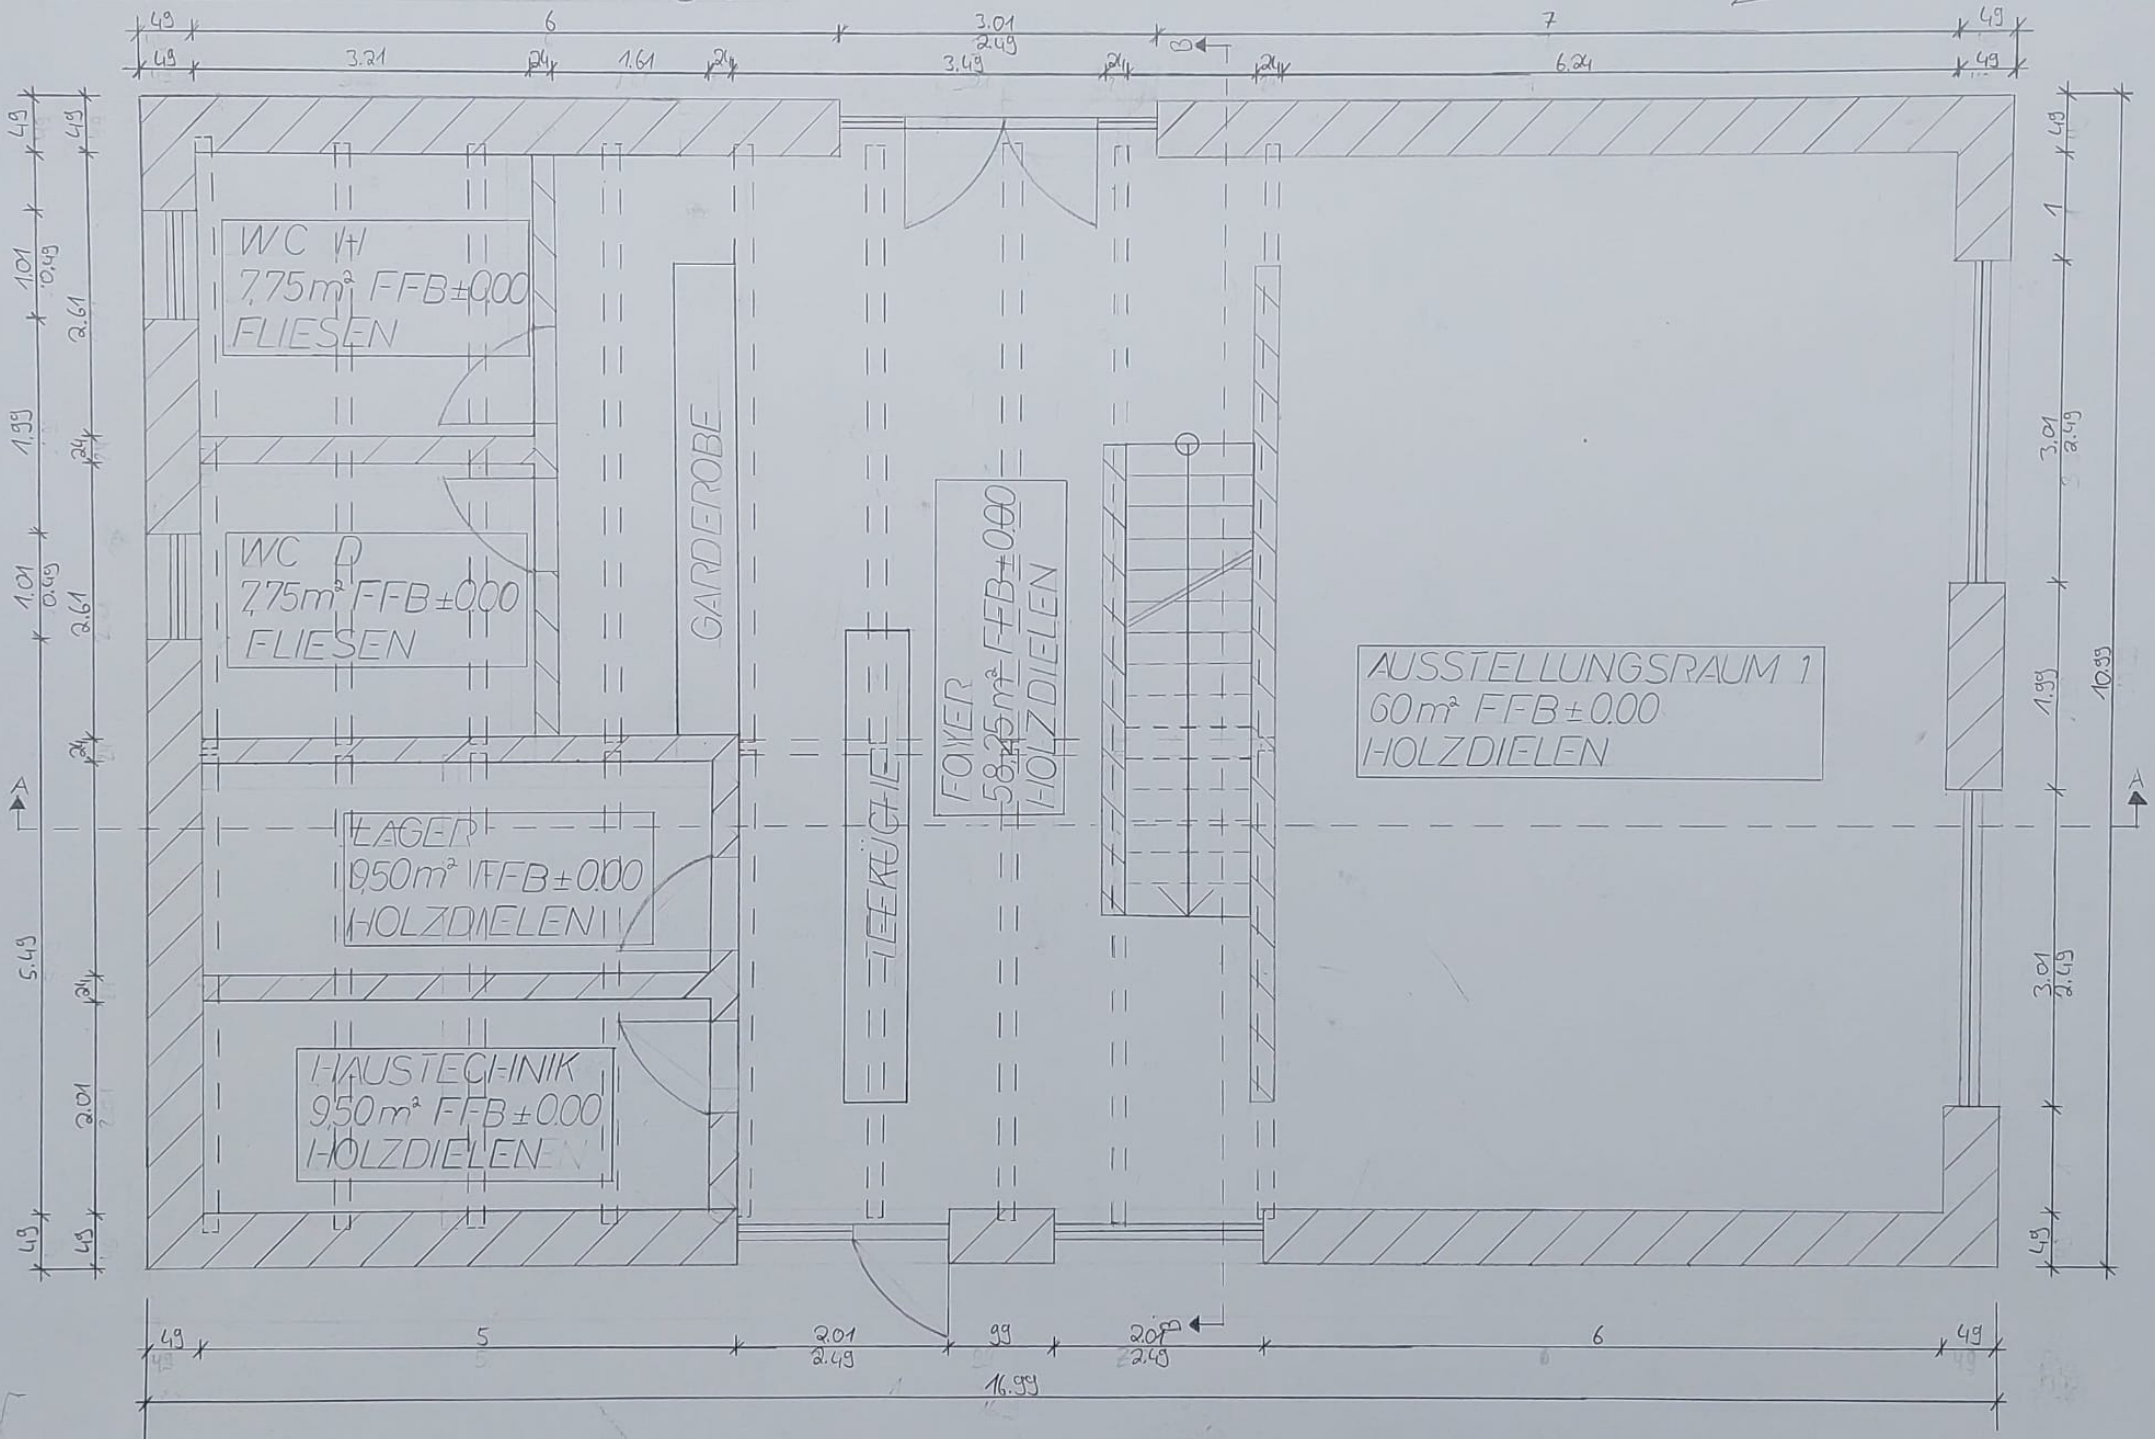 49 6 3.01 7 49
2.49
49 3.21 24 1.61 24 3.49 24 24 6.24 49
B
49
1.01
0.49
1.99
1.01
0.49
5.49
49
49
2.61
24
2.61
24
24
2.01
49
WC H
7,75m² FFB±0.00
FLIESEN
WC D
7,75m² FFB±0.00
FLIESEN
GARDEROBE
LAGER
9,50m² FFB±0.00
HOLZDIELEN
HAUSTECHNIK
9,50m² FFB±0.00
HOLZDIELEN
TEEKÜCHE
FOYER
58,25m² FFB±0.00
HOLZDIELEN
AUSSTELLUNGSRAUM 1
60m² FFB±0.00
HOLZDIELEN
49
1
3.01
2.49
1.99
3.01
2.49
49
10.99
A
A
B
49 5 2.01 99 2.01 6 49
2.49 2.49
16.99